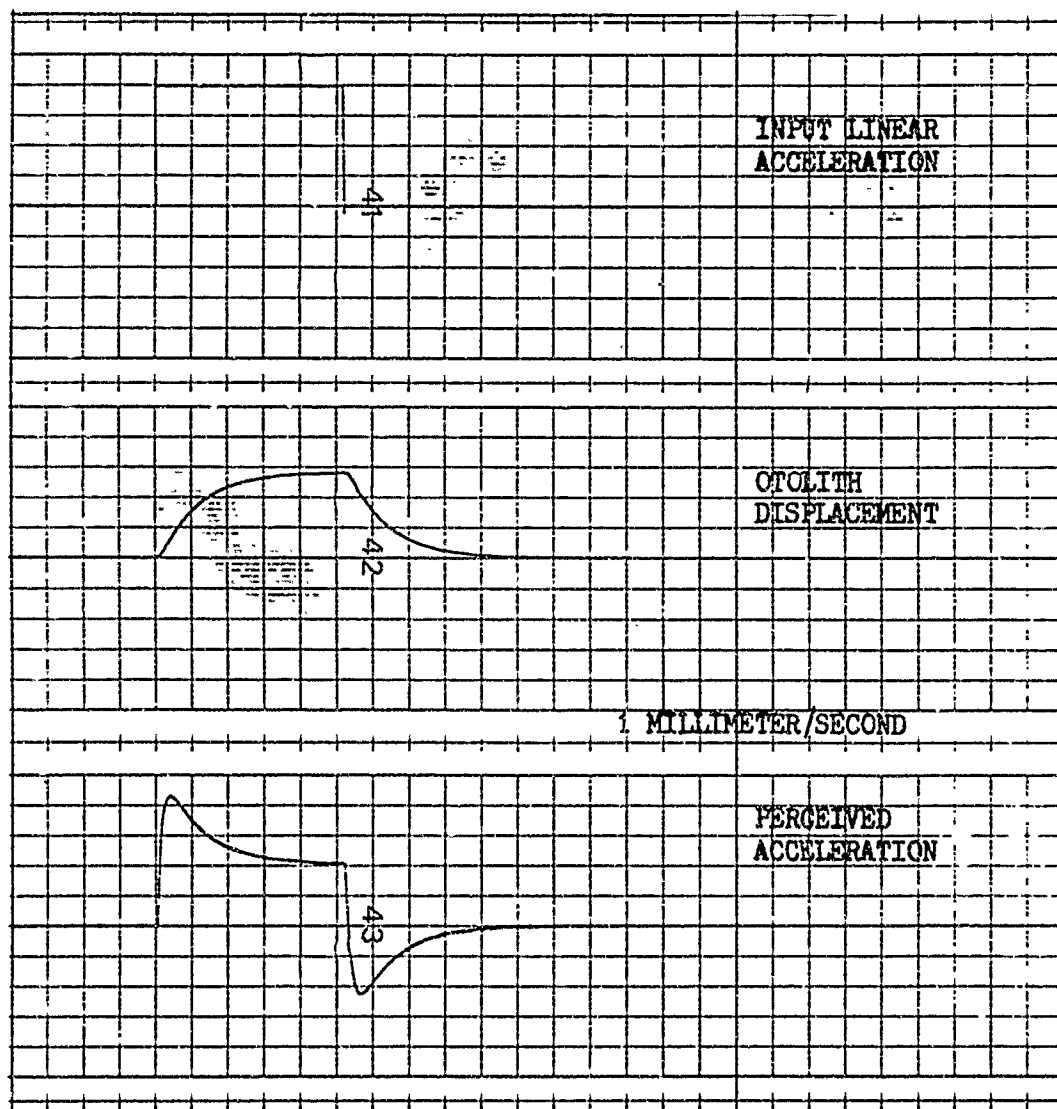 INPUT LINEAR
ACCELERATION
41
OTOLITH
DISPLACEMENT
42
1 MILLIMETER/SECOND
PERCEIVED
ACCELERATION
43